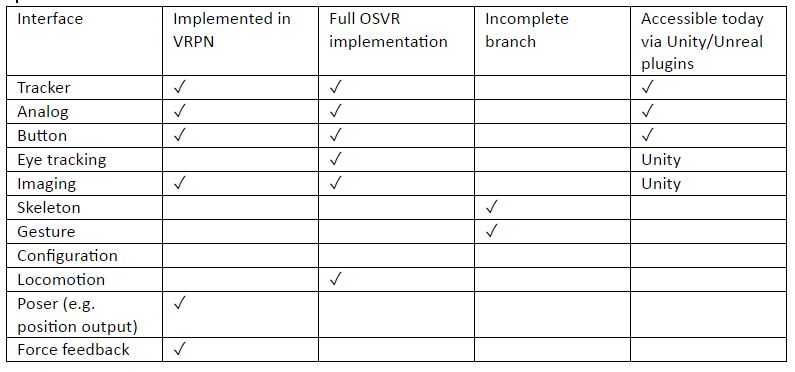 Interface Implemented in Full OSVR Incomplete Accessible today
VRPN implementation branch via Unity/Unreal
plugins
Tracker ✓ ✓ ✓
Analog ✓ ✓ ✓
Button ✓ ✓ ✓
Eye tracking ✓ Unity
Imaging ✓ ✓ Unity
Skeleton ✓
Gesture ✓
Configuration
Locomotion ✓
Poser (e.g. ✓
position output)
Force feedback ✓